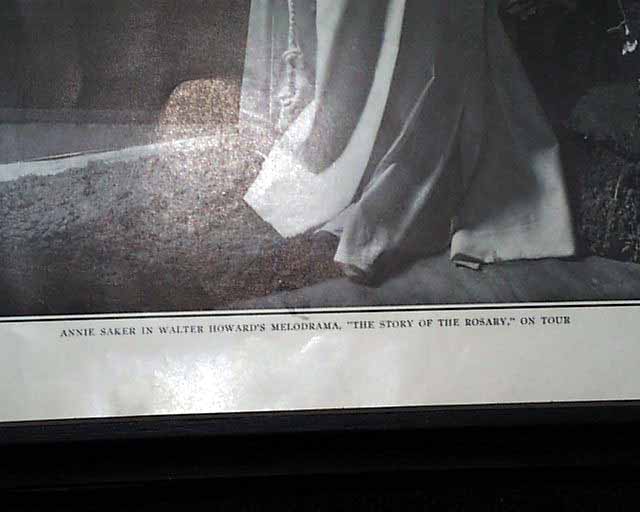 ANNIE SAKER IN WALTER HOWARD'S MELODRAMA, "THE STORY OF THE ROSARY," ON TOUR